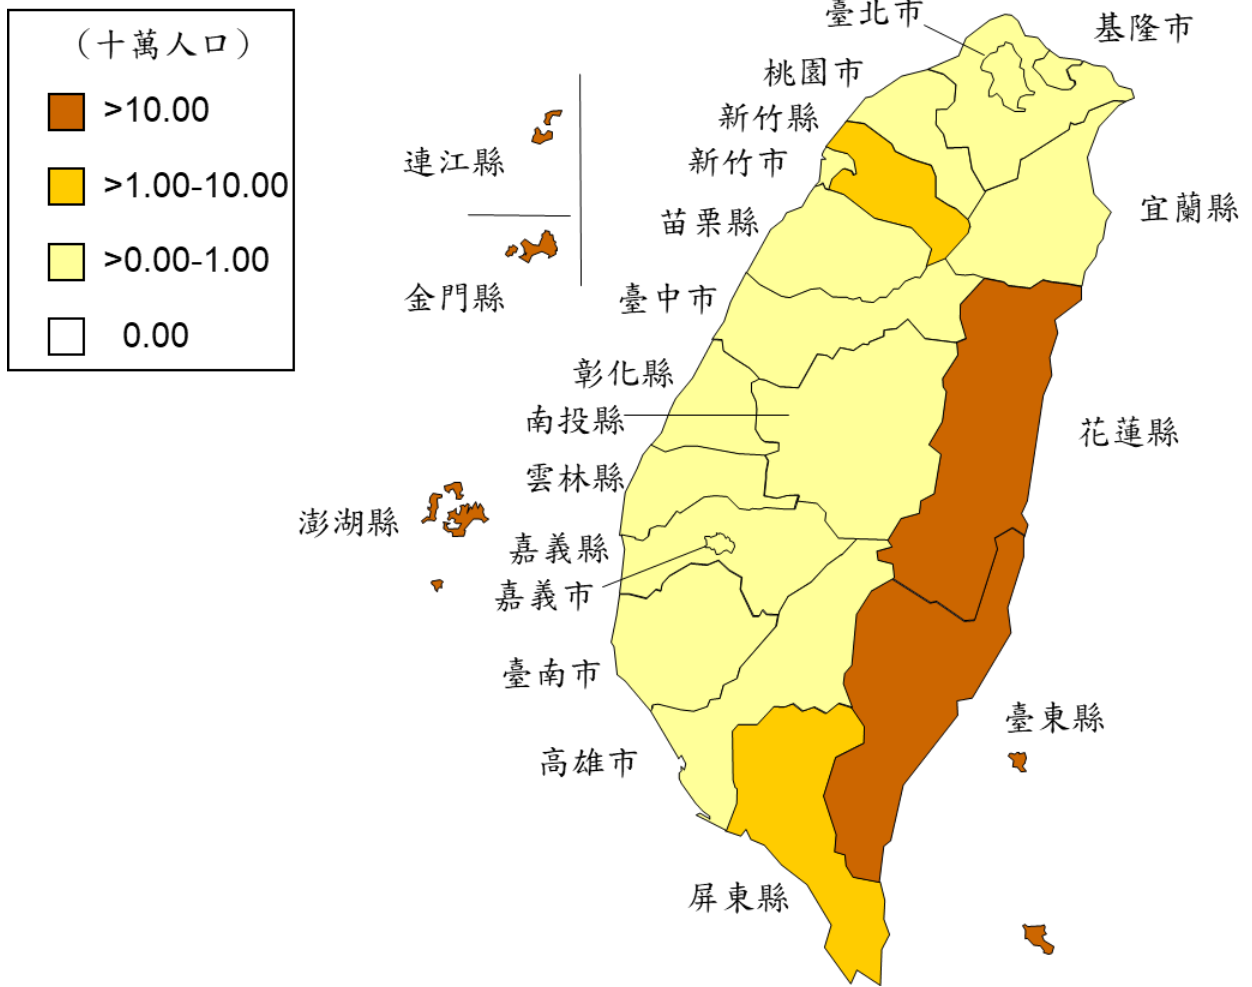 （十萬人口）
>10.00
>1.00-10.00
>0.00-1.00
0.00
臺北市
基隆市
桃園市
新竹縣
新竹市
連江縣
苗栗縣
宜蘭縣
金門縣
臺中市
彰化縣
南投縣
花蓮縣
雲林縣
澎湖縣
嘉義縣
嘉義市
臺南市
臺東縣
高雄市
屏東縣